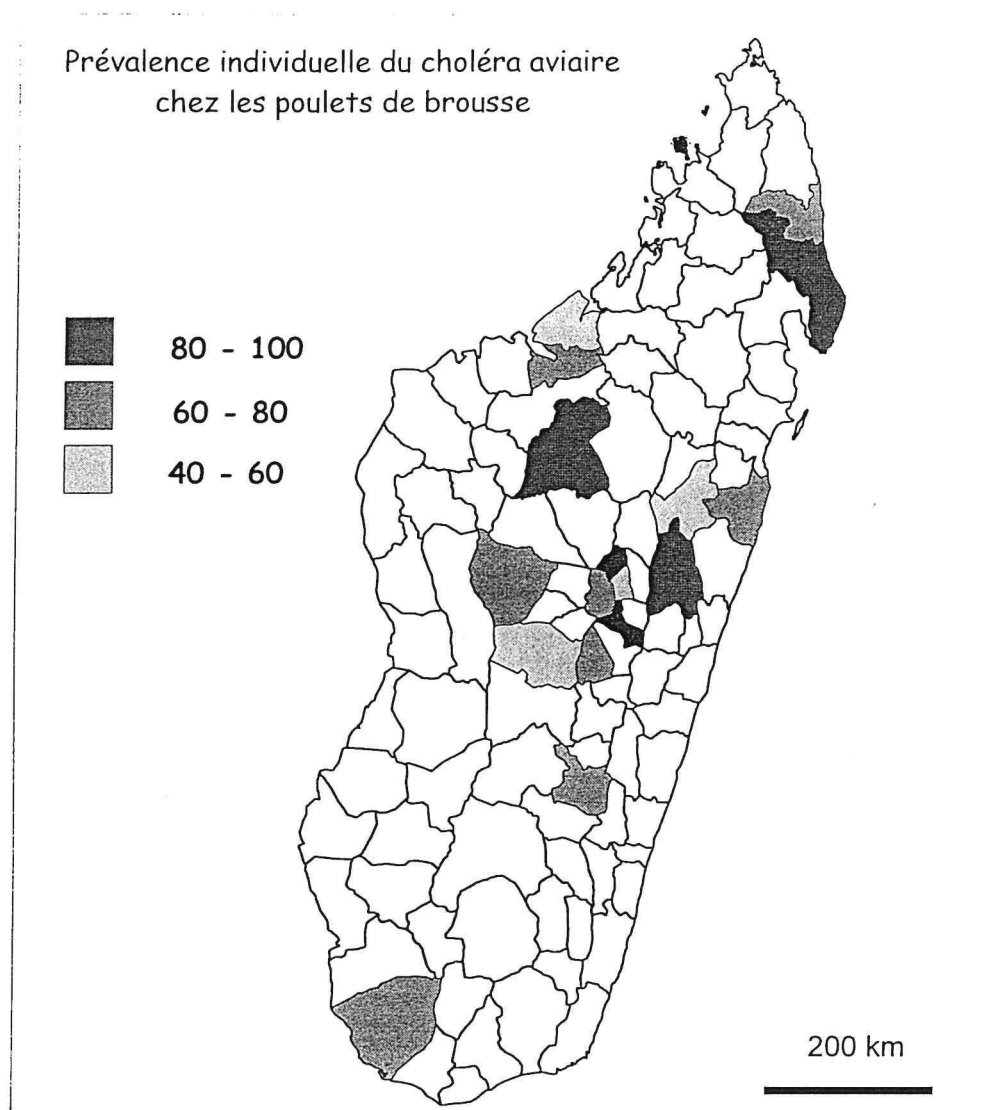 Prévalence individuelle du choléra aviaire
chez les poulets de brousse
80 - 100
60 - 80
40 - 60
200 km